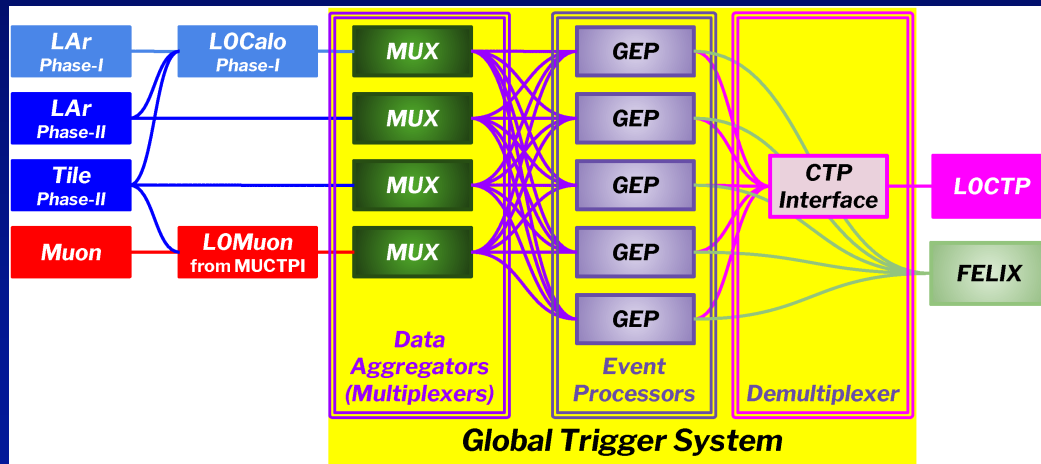 LAr
Phase-I
L0Calo
Phase-I
MUX
GEP
LAr
Phase-II
MUX
GEP
Tile
Phase-II
MUX
GEP
CTP
Interface
L0CTP
Muon
L0Muon
from MUCTPI
MUX
GEP
FELIX
GEP
Data
Aggregators
(Multiplexers)
Event
Processors
Demultiplexer
Global Trigger System